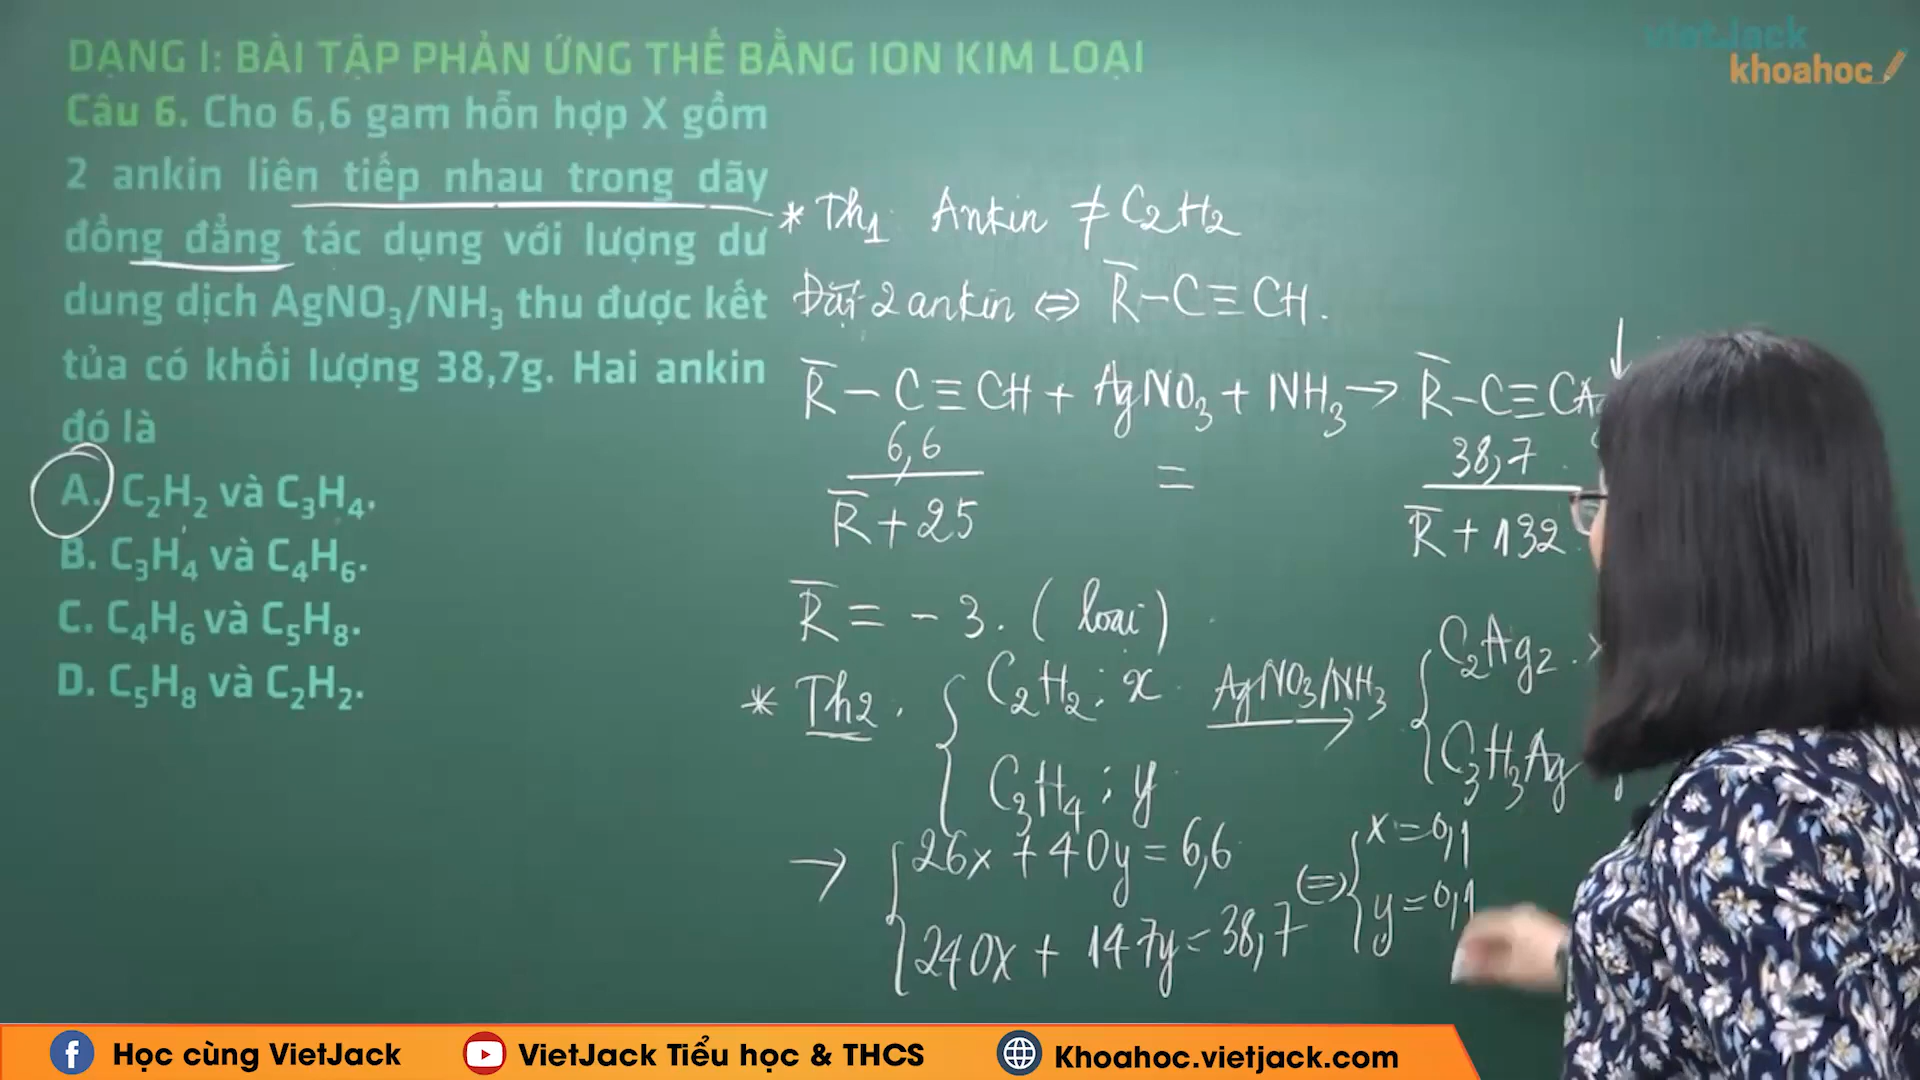 vietJack
khoahoc
DẠNG I: BÀI TẬP PHẢN ỨNG THẾ BẰNG ION KIM LOẠI
Câu 6. Cho 6,6 gam hỗn hợp X gồm
2 ankin liên tiếp nhau trong dãy
đồng đẳng tác dụng với lượng dư
dung dịch AgNO₃/NH₃ thu được kết
tủa có khối lượng 38,7g. Hai ankin
đó là
A. C₂H₂ và C₃H₄.
B. C₃H₄ và C₄H₆.
C. C₄H₆ và C₅H₈.
D. C₅H₈ và C₂H₂.
* Th₁: Ankin ≠ C₂H₂
Đặt 2 ankin ⇔ R̅-C≡CH.
R̅-C≡CH + AgNO₃ + NH₃ → R̅-C≡CAg ↓
6,6 / (R̅+25) = 38,7 / (R̅+132)
R̅ = -3. (loại)
* Th2. { C₂H₂: x AgNO₃/NH₃ → { C₂Ag₂
C₃H₄: y C₃H₃Ag
→ { 26x + 40y = 6,6 ⇔ { x = 0,1
240x + 147y = 38,7 y = 0,1
Học cùng VietJack
VietJack Tiểu học & THCS
Khoahoc.vietjack.com